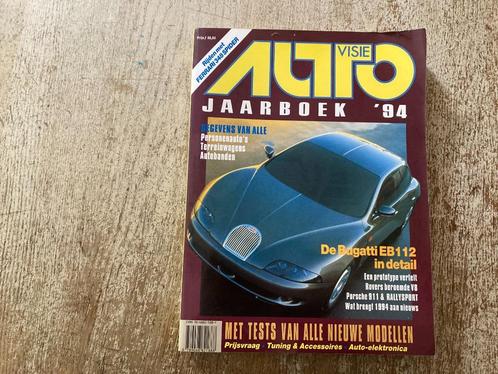 Prijs f
Rijden met
FERRARI 348 SPIDER
AUTO
VISIE
JAARBOEK '94
GEGEVENS VAN ALLE
Personenauto's
Terreinwagens
Autobanden
De Bugatti EB112
in detail
Een prototype vertelt
Rovers beroemde V8
Porsche 911 & RALLYSPORT
Wat brengt 1994 aan nieuws
MET TESTS VAN ALLE NIEUWE MODELLEN
Prijsvraag - Tuning & Accessoires - Auto-elektronica